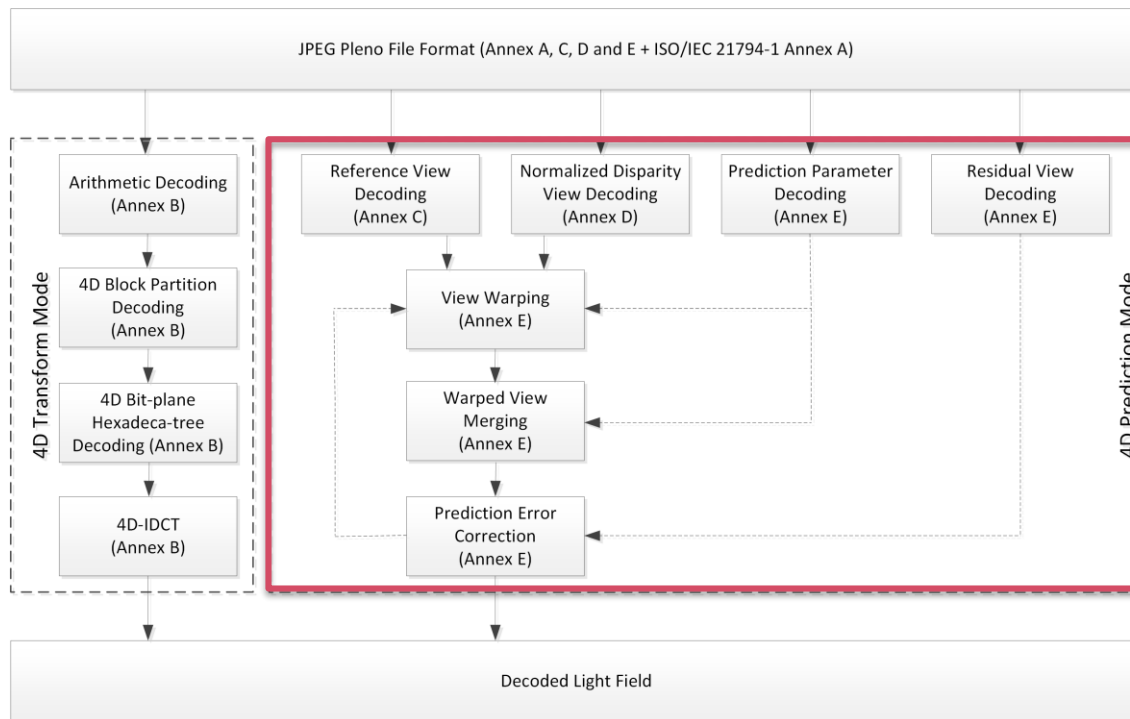 JPEG Pleno File Format (Annex A, C, D and E + ISO/IEC 21794-1 Annex A)
4D Transform Mode
Arithmetic Decoding
(Annex B)
4D Block Partition
Decoding
(Annex B)
4D Bit-plane
Hexadeca-tree
Decoding (Annex B)
4D-IDCT
(Annex B)
Reference View
Decoding
(Annex C)
Normalized Disparity
View Decoding
(Annex D)
Prediction Parameter
Decoding
(Annex E)
Residual View
Decoding
(Annex E)
View Warping
(Annex E)
Warped View
Merging
(Annex E)
Prediction Error
Correction
(Annex E)
4D Prediction Mode
Decoded Light Field